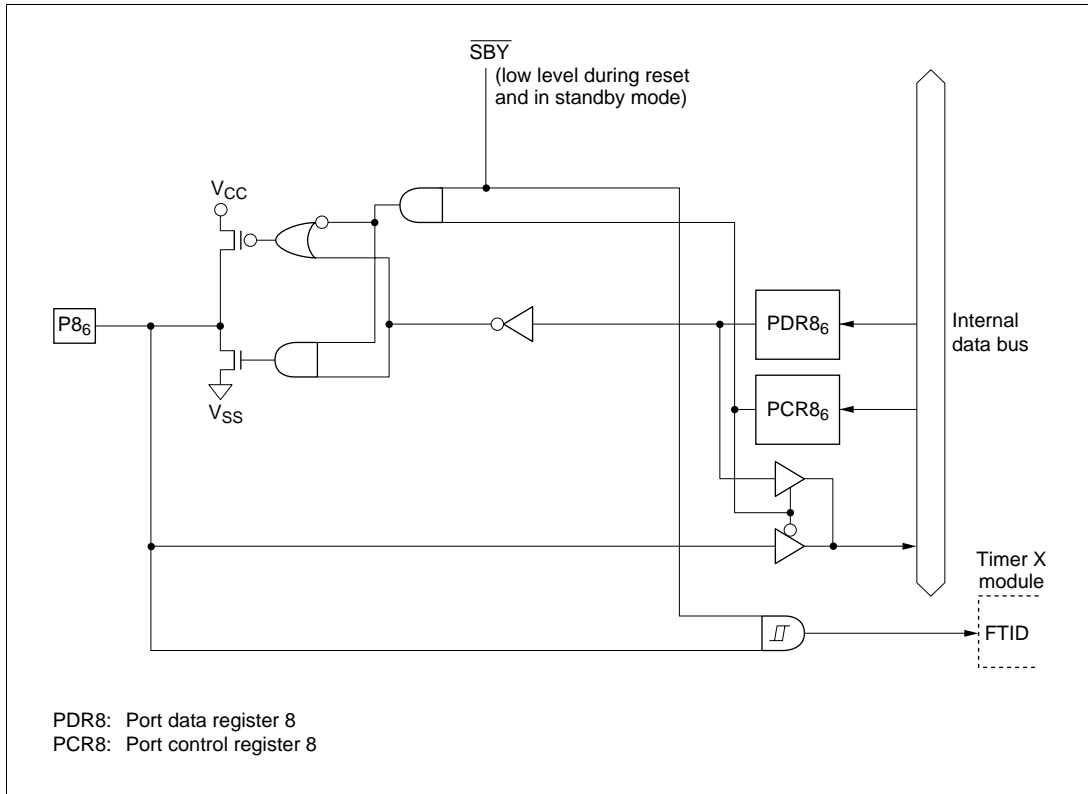 SBY
(low level during reset
and in standby mode)
VCC
P86
VSS
PDR86
PCR86
Internal
data bus
Timer X
module
FTID
PDR8: Port data register 8
PCR8: Port control register 8